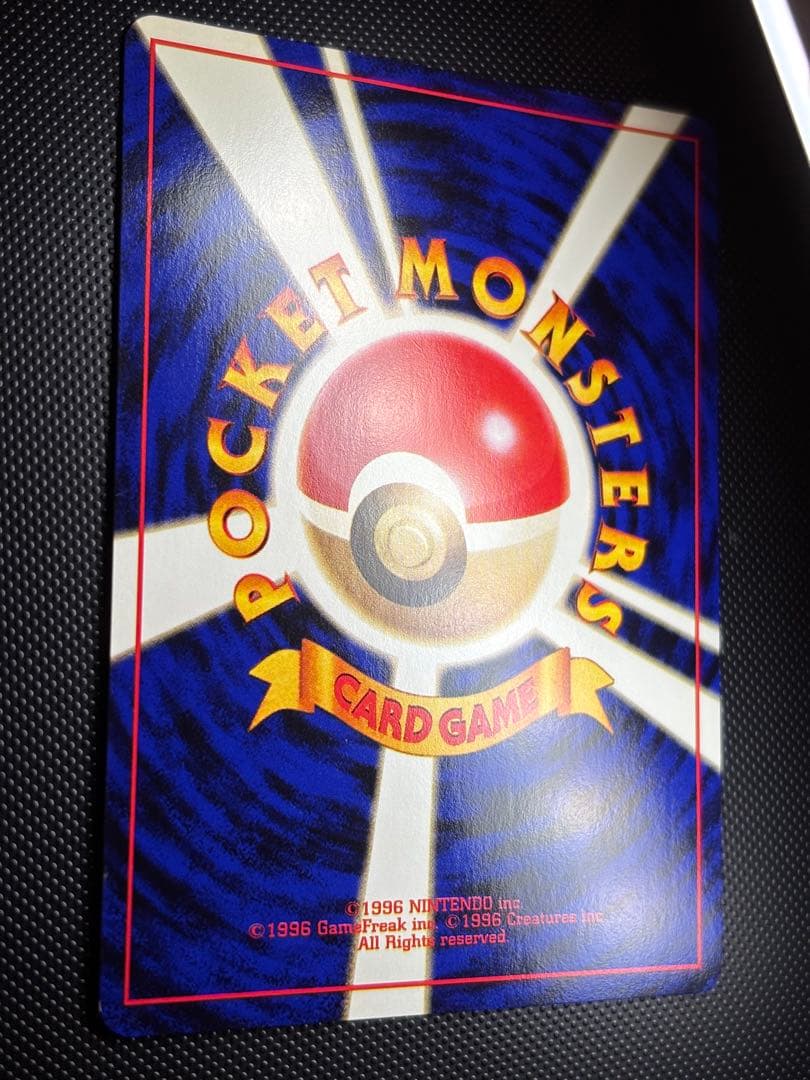 POCKET MONSTERS
CARD GAME
©1996 NINTENDO inc
©1996 GameFreak inc. ©1996 Creatures inc
All Rights reserved.